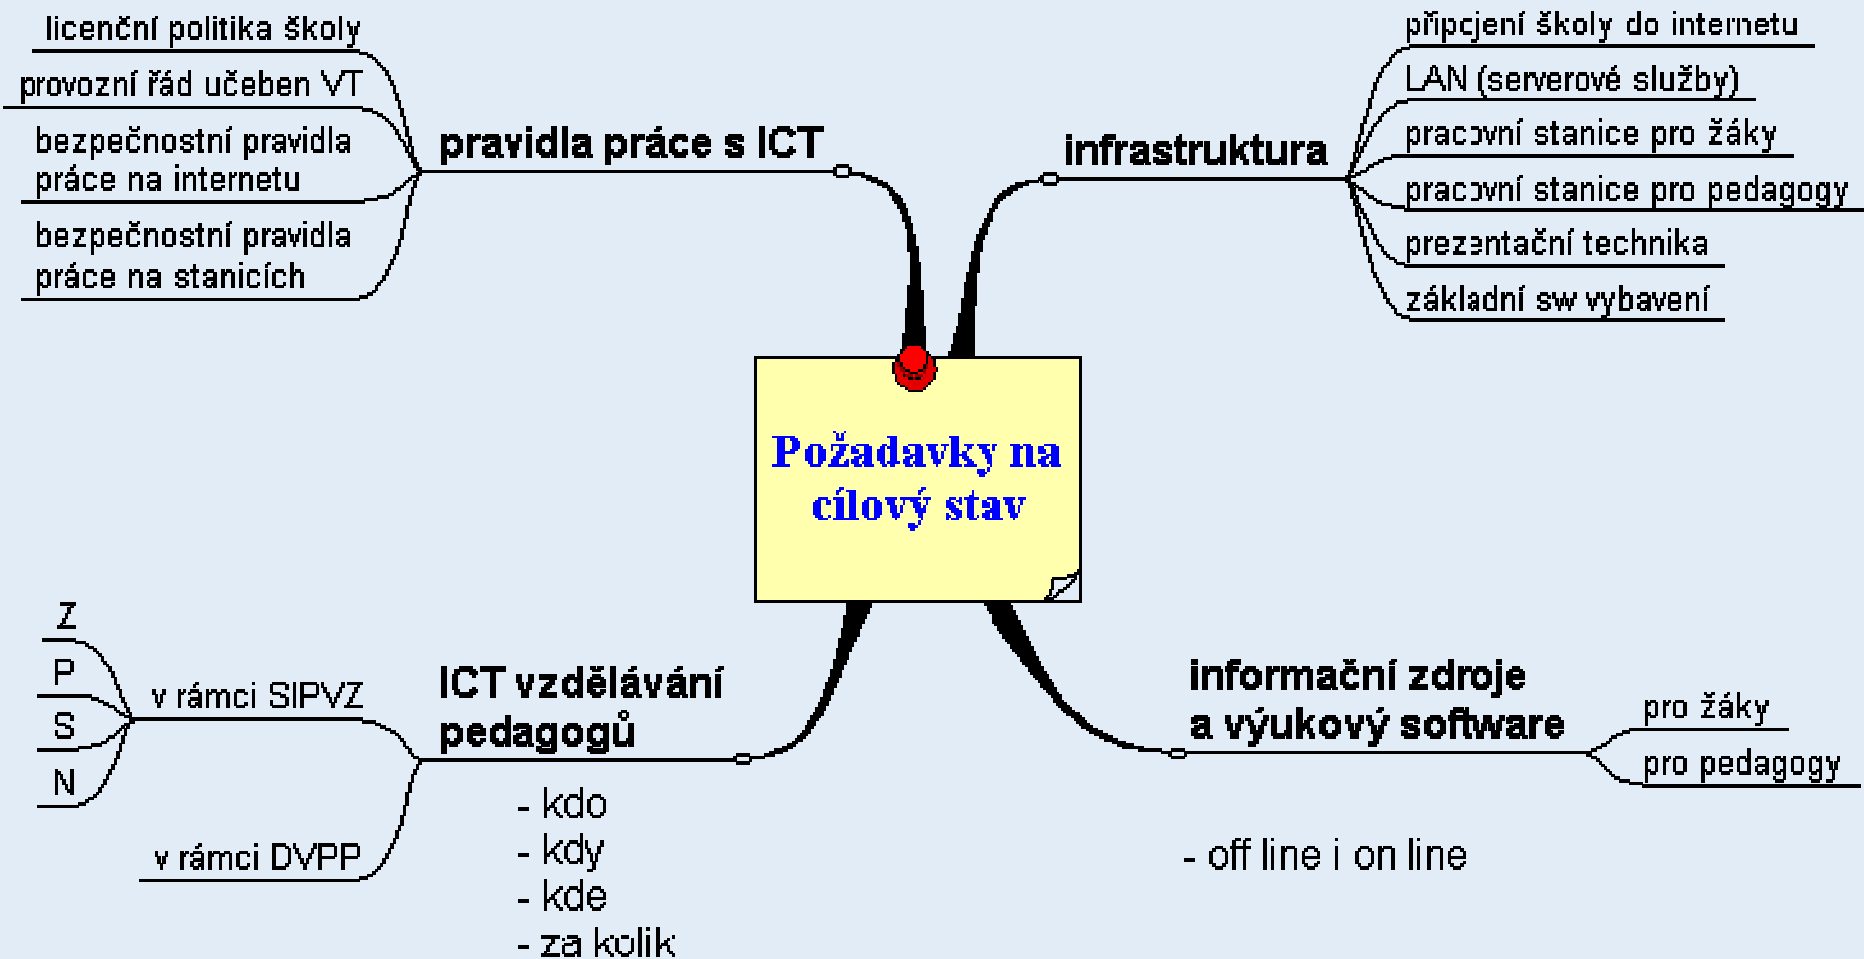 licenční politika školy
provozní řád učeben VT
bezpečnostní pravidla
práce na internetu
bezpečnostní pravidla
práce na stanicích
pravidla práce s ICT
infrastruktura
připojení školy do internetu
LAN (serverové služby)
pracovní stanice pro žáky
pracovní stanice pro pedagogy
prezentační technika
základní sw vybavení
Požadavky na
cílový stav
Z
P
S
N
v rámci SIPVZ
v rámci DVPP
ICT vzdělávání
pedagogů
- kdo
- kdy
- kde
- za kolik
informační zdroje
a výukový software
pro žáky
pro pedagogy
- off line i on line